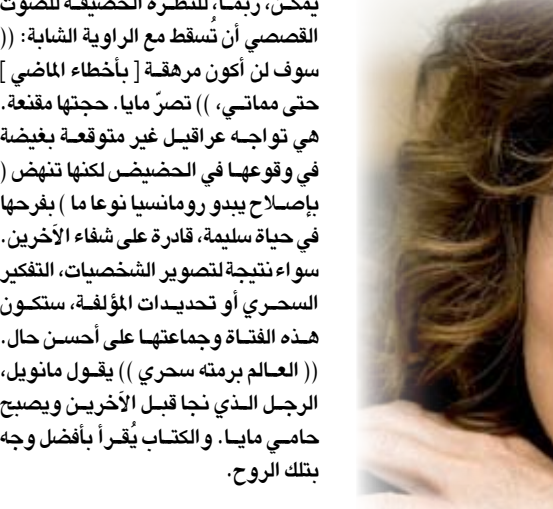 يمكن، ربما، للنظرة الحصيفة للصوت
القصصي أن تُسقط مع الراوية الشابة: ((
سوف لن أكون مرهقة [ بأخطاء الماضي ]
حتى مماتي، )) تصرّ مايا. حجتها مقنعة.
هي تواجه عراقيل غير متوقعة بغيضة
في وقوعها في الحضيض لكنها تنهض (
بإصلاح يبدو رومانسيا نوعا ما ) بفرحها
في حياة سليمة، قادرة على شفاء الآخرين.
سواء نتيجة لتصوير الشخصيات، التفكير
السحري أو تحديدات المؤلفة، ستكون
هذه الفتاة وجماعتها على أحسن حال.
(( العالم برمته سحري )) يقول مانويل،
الرجل الذي نجا قبل الآخرين ويصبح
حامي مايا. والكتاب يُقرأ بأفضل وجه
بتلك الروح.